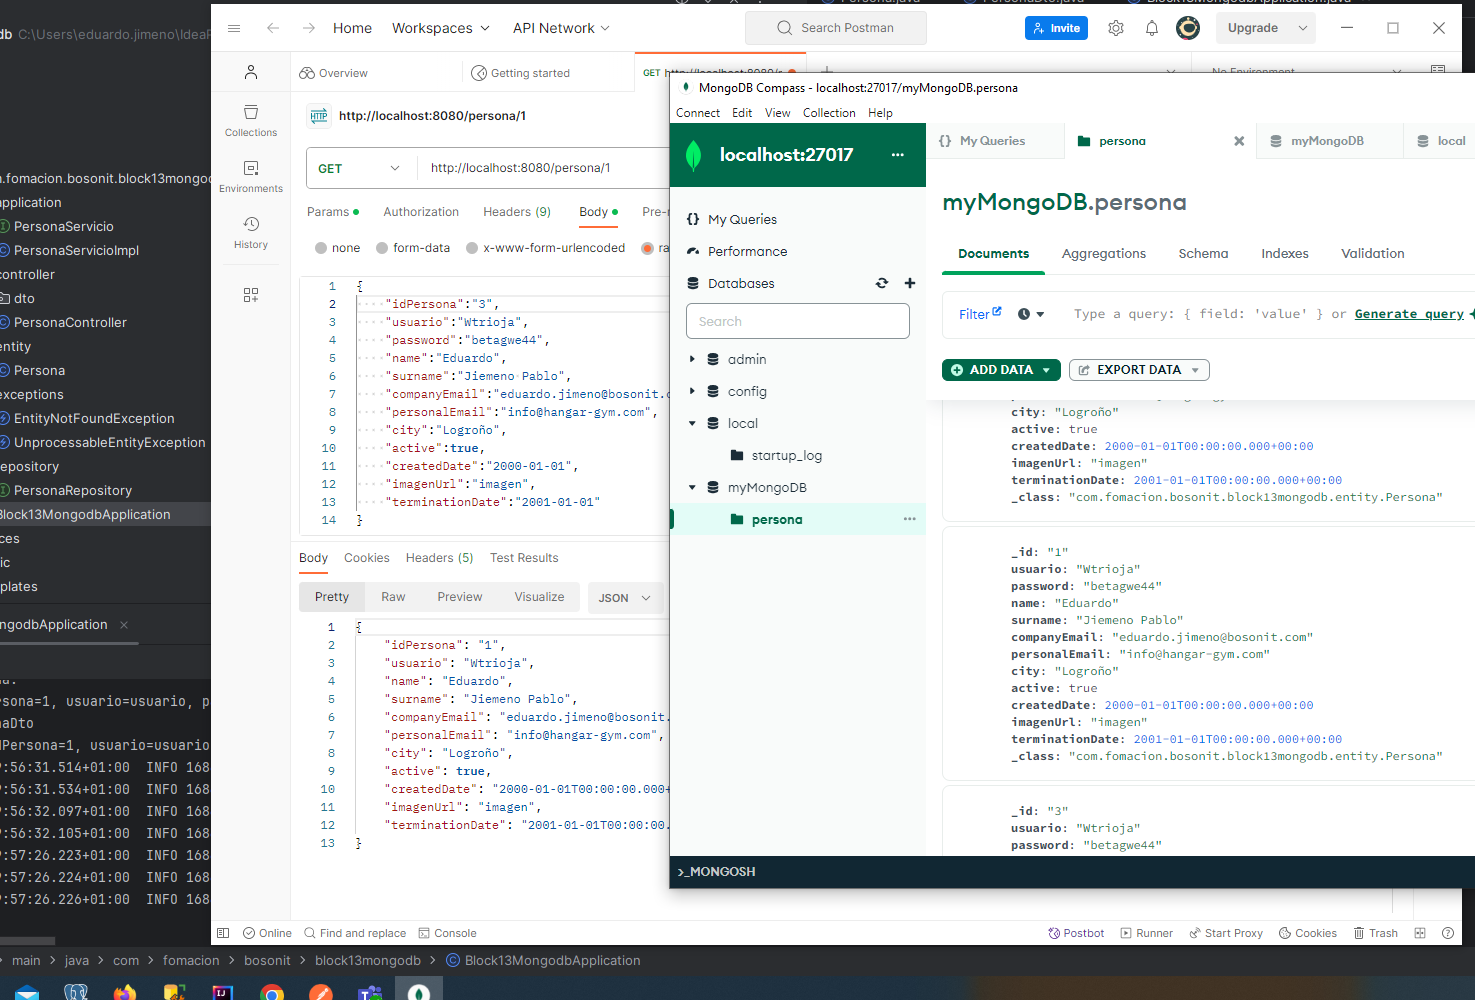 db C:\Users\eduardo.jimeno\IdeaP
.fomacion.bosonit.block13mongod
application
PersonaServicio
PersonaServicioImpl
controller
dto
PersonaController
entity
Persona
exceptions
EntityNotFoundException
UnprocessableEntityException
repository
PersonaRepository
Block13MongodbApplication
ces
ic
plates
ngodbApplication
rsona=1, usuario=usuario, p
naDto
dPersona=1, usuario=usuario
9:56:31.514+01:00 INFO 168
9:56:31.534+01:00 INFO 168
9:56:32.097+01:00 INFO 168
9:56:32.105+01:00 INFO 168
9:57:26.223+01:00 INFO 168
9:57:26.224+01:00 INFO 168
9:57:26.226+01:00 INFO 168
Home Workspaces API Network Search Postman Invite Upgrade
Overview Getting started GET
Collections
Environments
History
HTTP http://localhost:8080/persona/1
GET http://localhost:8080/persona/1
Params Authorization Headers (9) Body Pre-r
none form-data x-www-form-urlencoded ra
1 {
2 "idPersona":"3",
3 "usuario":"Wtrioja",
4 "password":"betagwe44",
5 "name":"Eduardo",
6 "surname":"Jiemeno Pablo",
7 "companyEmail":"eduardo.jimeno@bosonit.c
8 "personalEmail":"info@hangar-gym.com",
9 "city":"Logroño",
10 "active":true,
11 "createdDate":"2000-01-01",
12 "imagenUrl":"imagen",
13 "terminationDate":"2001-01-01"
14 }
Body Cookies Headers (5) Test Results
Pretty Raw Preview Visualize JSON
1 {
2 "idPersona": "1",
3 "usuario": "Wtrioja",
4 "name": "Eduardo",
5 "surname": "Jiemeno Pablo",
6 "companyEmail": "eduardo.jimeno@bosonit.
7 "personalEmail": "info@hangar-gym.com",
8 "city": "Logroño",
9 "active": true,
10 "createdDate": "2000-01-01T00:00:00.000+
11 "imagenUrl": "imagen",
12 "terminationDate": "2001-01-01T00:00:00.
13 }
MongoDB Compass - localhost:27017/myMongoDB.persona
Connect Edit View Collection Help
localhost:27017
My Queries
Performance
Databases
Search
admin
config
local
startup_log
myMongoDB
persona
My Queries persona myMongoDB local
myMongoDB.persona
Documents Aggregations Schema Indexes Validation
Filter Type a query: { field: 'value' } or Generate query
ADD DATA EXPORT DATA
city: "Logroño"
active: true
createdDate: 2000-01-01T00:00:00.000+00:00
imagenUrl: "imagen"
terminationDate: 2001-01-01T00:00:00.000+00:00
_class: "com.fomacion.bosonit.block13mongodb.entity.Persona"
_id: "1"
usuario: "Wtrioja"
password: "betagwe44"
name: "Eduardo"
surname: "Jiemeno Pablo"
companyEmail: "eduardo.jimeno@bosonit.com"
personalEmail: "info@hangar-gym.com"
city: "Logroño"
active: true
createdDate: 2000-01-01T00:00:00.000+00:00
imagenUrl: "imagen"
terminationDate: 2001-01-01T00:00:00.000+00:00
_class: "com.fomacion.bosonit.block13mongodb.entity.Persona"
_id: "3"
usuario: "Wtrioja"
password: "betagwe44"
>_MONGOSH
Online Find and replace Console Postbot Runner Start Proxy Cookies Trash
main > java > com > fomacion > bosonit > block13mongodb > Block13MongodbApplication